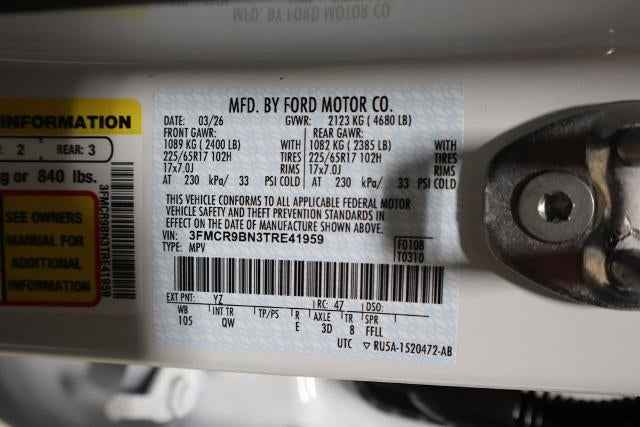 MFD. BY FORD MOTOR CO.
DATE: 03/26 GVWR: 2123 KG (4680 LB)
FRONT GAWR: REAR GAWR:
1089 KG (2400 LB) WITH 1082 KG (2385 LB) WITH
225/65R17 102H TIRES 225/65R17 102H TIRES
17x7.0J RIMS 17x7.0J RIMS
AT 230 kPa/ 33 PSI COLD AT 230 kPa/ 33 PSI COLD
THIS VEHICLE CONFORMS TO ALL APPLICABLE FEDERAL MOTOR
VEHICLE SAFETY AND THEFT PREVENTION STANDARDS IN
EFFECT ON THE DATE OF MANUFACTURE SHOWN ABOVE.
VIN: 3FMCR9BN3TRE41959
TYPE: MPV
F0108
T0310
EXT PNT: YZ RC: 47 DSO:
WB INT TR TP/PS R AXLE TR SPR
105 QW E 3D 8 FFLL
UTC ▽ RU5A-1520472-AB
INFORMATION
: 2 REAR: 3
g or 840 lbs.
SEE OWNERS
MANUAL FOR
ADDITIONAL
INFORMATION
3FMCR9BN3TRE41959
MFD. BY FORD MOTOR CO.